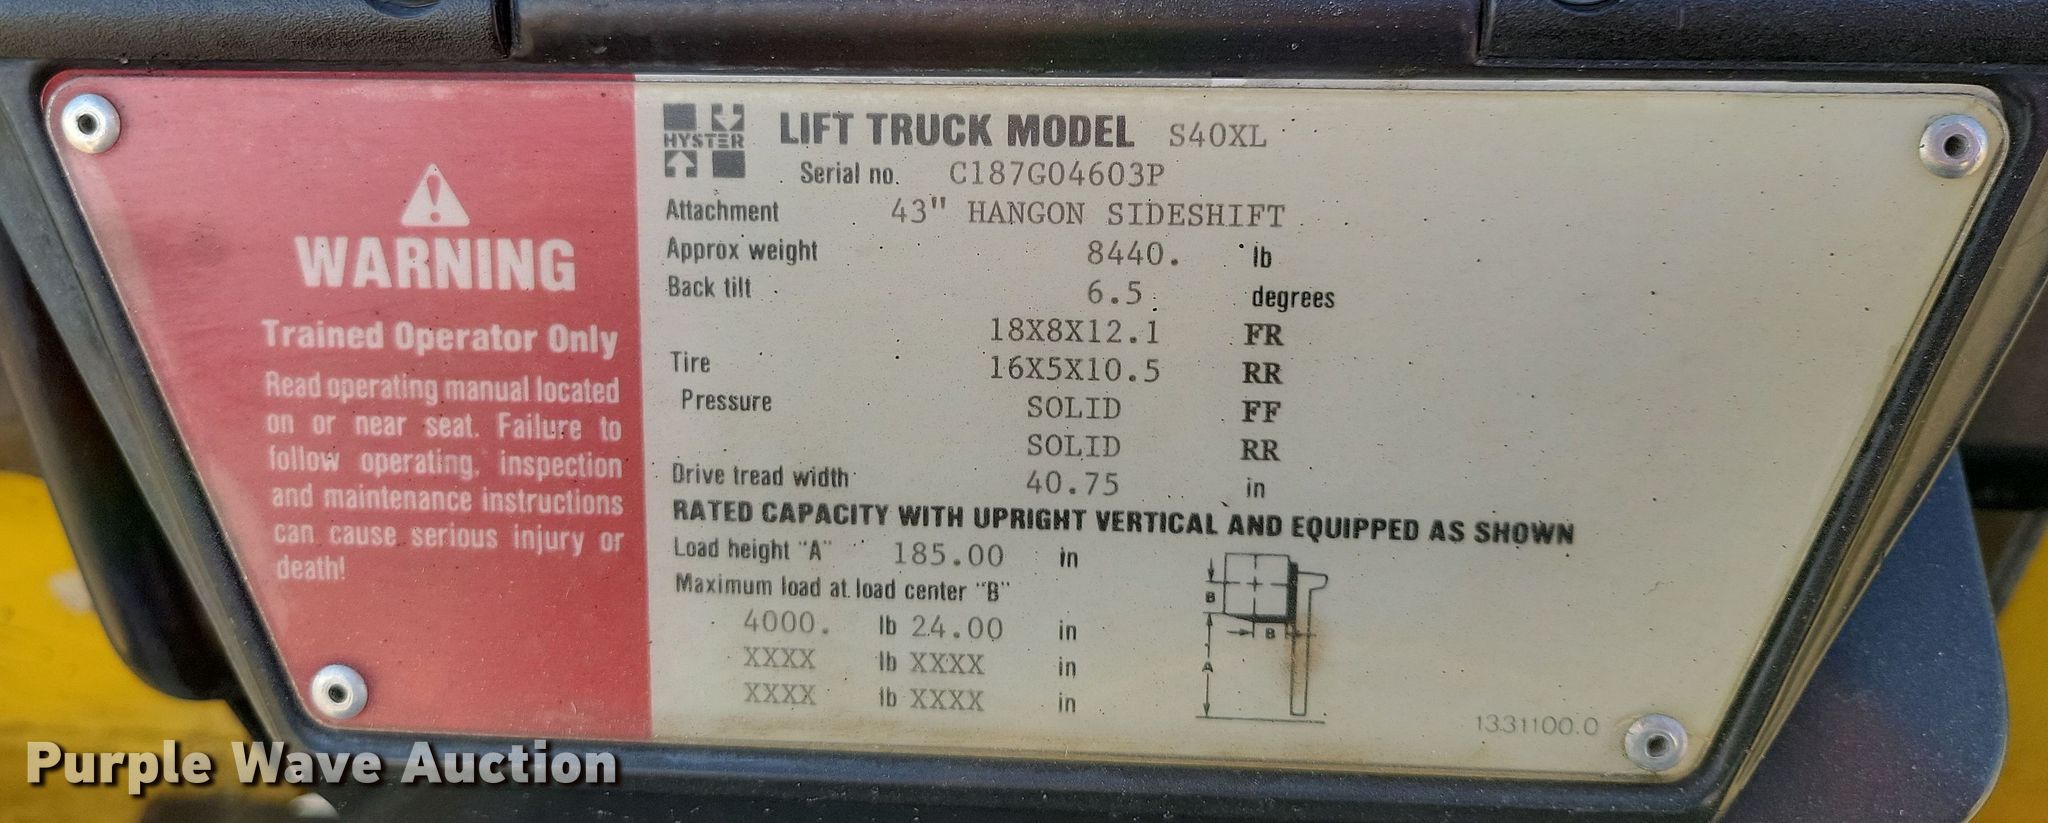 WARNING
Trained Operator Only
Read operating manual located
on or near seat. Failure to
follow operating, inspection
and maintenance instructions
can cause serious injury or
death!
HYSTER
LIFT TRUCK MODEL S40XL
Serial no. C187G04603P
Attachment 43" HANGON SIDESHIFT
Approx weight 8440. lb
Back tilt 6.5 degrees
18X8X12.1 FR
Tire 16X5X10.5 RR
Pressure SOLID FF
SOLID RR
Drive tread width 40.75 in
RATED CAPACITY WITH UPRIGHT VERTICAL AND EQUIPPED AS SHOWN
Load height "A" 185.00 in
Maximum load at load center "B"
4000. lb 24.00 in
XXXX lb XXXX in
XXXX lb XXXX in
B
B
A
1331100.0
Purple Wave Auction